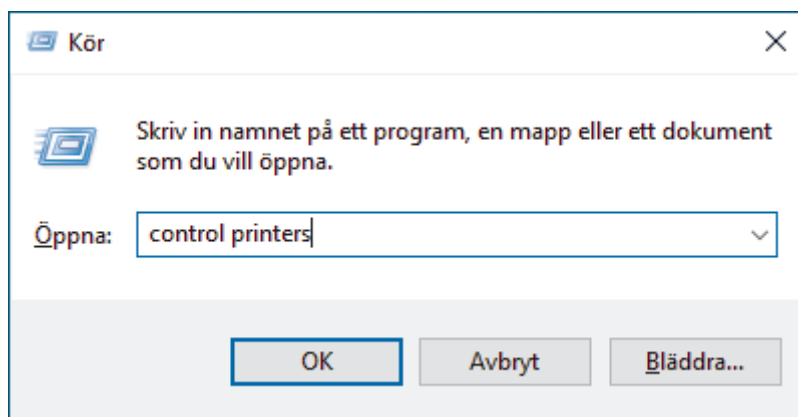 Kör
Skriv in namnet på ett program, en mapp eller ett dokument
som du vill öppna.
Öppna: control printers
OK Avbryt Bläddra...